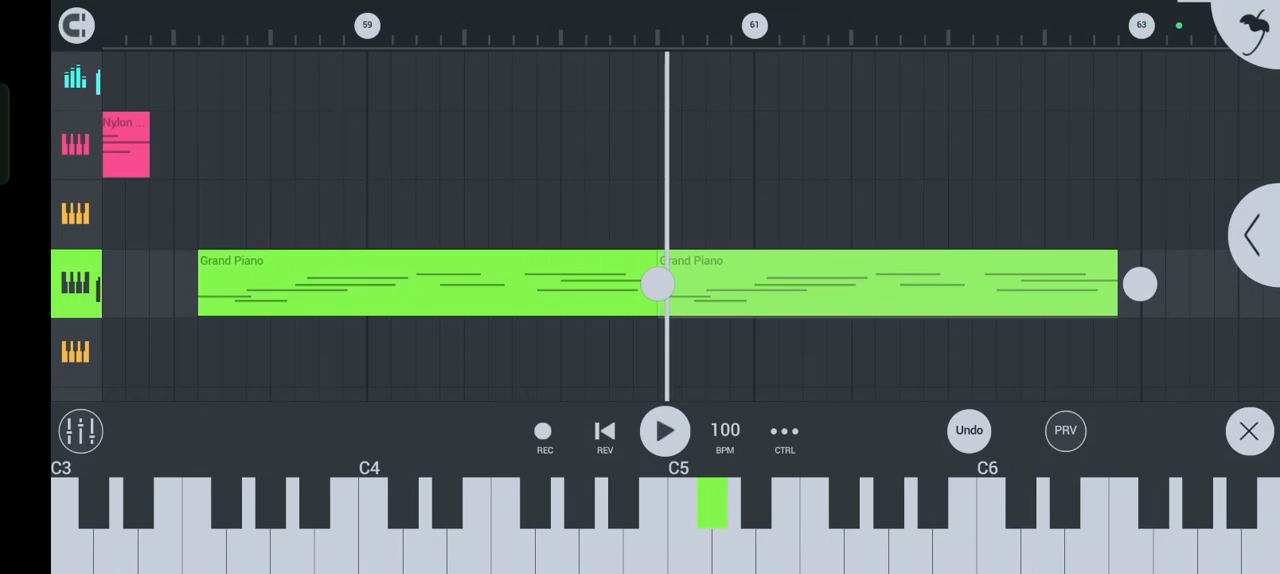 59 61 63
Nylon ...
Grand Piano Grand Piano
100 Undo PRV
REC REV BPM CTRL
C3 C4 C5 C6